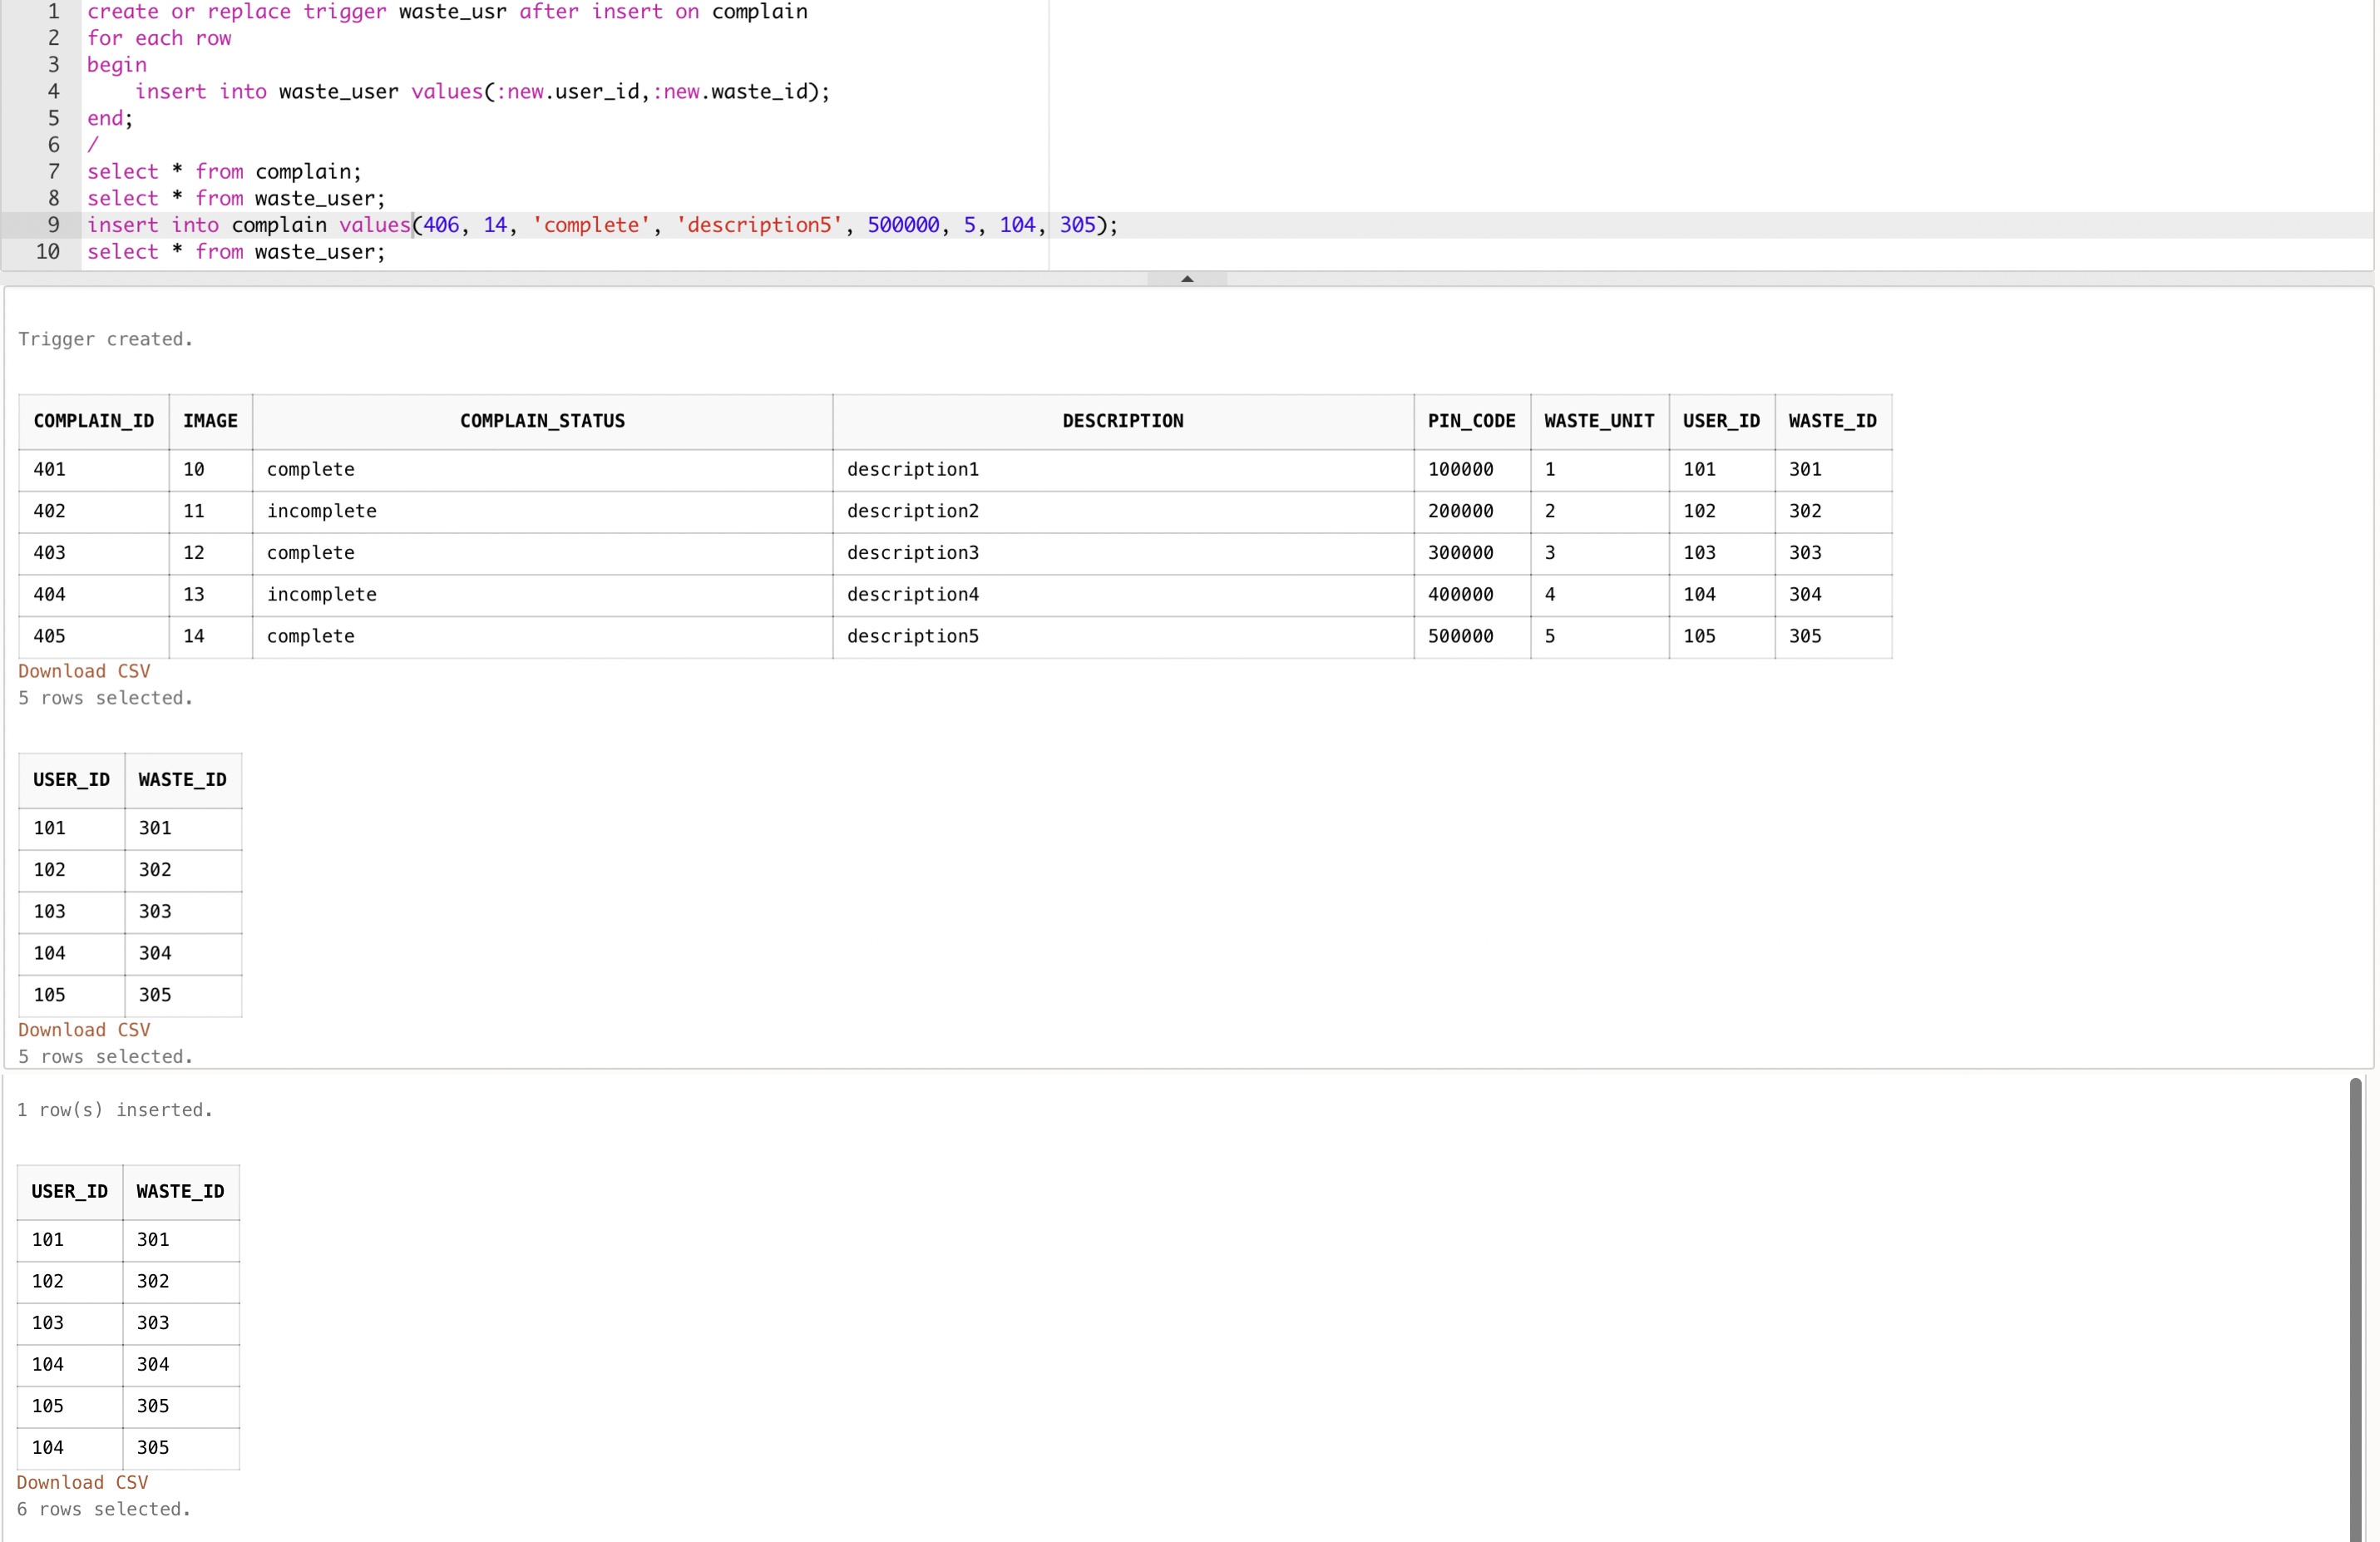 1 create or replace trigger waste_usr after insert on complain
2 for each row
3 begin
4     insert into waste_user values(:new.user_id,:new.waste_id);
5 end;
6 /
7 select * from complain;
8 select * from waste_user;
9 insert into complain values(406, 14, 'complete', 'description5', 500000, 5, 104, 305);
10 select * from waste_user;
Trigger created.
COMPLAIN_ID IMAGE COMPLAIN_STATUS DESCRIPTION PIN_CODE WASTE_UNIT USER_ID WASTE_ID
401 10 complete description1 100000 1 101 301
402 11 incomplete description2 200000 2 102 302
403 12 complete description3 300000 3 103 303
404 13 incomplete description4 400000 4 104 304
405 14 complete description5 500000 5 105 305
Download CSV
5 rows selected.
USER_ID WASTE_ID
101 301
102 302
103 303
104 304
105 305
Download CSV
5 rows selected.
1 row(s) inserted.
USER_ID WASTE_ID
101 301
102 302
103 303
104 304
105 305
104 305
Download CSV
6 rows selected.